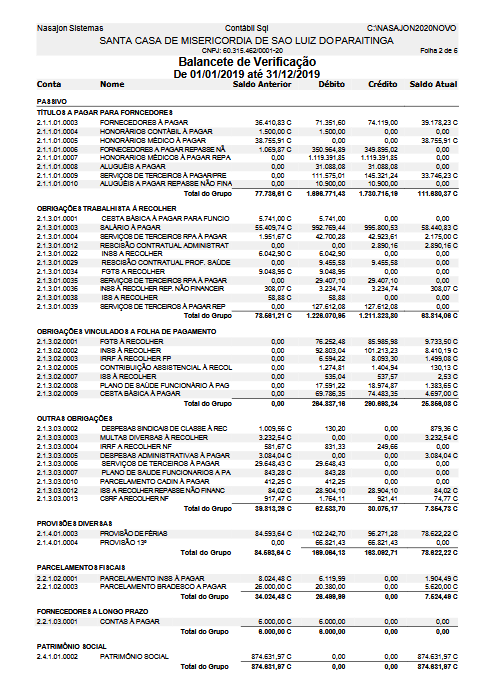 Nasajon Sistemas Contábil Sql C:\NASAJON2020NOVO
SANTA CASA DE MISERICORDIA DE SAO LUIZ DO PARAITINGA
CNPJ: 60.315.462/0001-20 Folha 2 de 6
Balancete de Verificação
De 01/01/2019 até 31/12/2019
Conta Nome Saldo Anterior Débito Crédito Saldo Atual
PASSIVO
TÍTULOS A PAGAR PARA FORNCEDORES
2.1.1.01.0003 FORNECEDORES À PAGAR 36.410,83 C 71.351,60 74.119,00 39.178,23 C
2.1.1.01.0004 HONORÁRIOS CONTÁBIL À PAGAR 1.500,00 C 1.500,00 0,00 0,00
2.1.1.01.0005 HONORÁRIOS MÉDICO À PAGAR 38.755,91 C 0,00 0,00 38.755,91 C
2.1.1.01.0006 FORNECEDORES A PAGAR REPASSE NÃ 1.069,87 C 350.964,89 349.895,02 0,00
2.1.1.01.0007 HONORARIOS MÉDICOS À PAGAR REPA 0,00 1.119.391,85 1.119.391,85 0,00
2.1.1.01.0008 ALUGUÉIS A PAGAR 0,00 31.088,08 31.088,08 0,00
2.1.1.01.0009 SERVIÇOS DE TERCEIROS À PAGAR/PRE 0,00 111.575,01 145.321,24 33.746,23 C
2.1.1.01.0010 ALUGUÉIS A PAGAR REPASSE NÃO FINA 0,00 10.900,00 10.900,00 0,00
Total do Grupo 77.736,61 C 1.696.771,43 1.730.715,19 111.680,37 C
OBRIGAÇÕES TRABALHISTA À RECOLHER
2.1.3.01.0001 CESTA BÁSICA À PAGAR PARA FUNCIO 5.741,00 C 5.741,00 0,00 0,00
2.1.3.01.0003 SALÁRIO À PAGAR 55.409,74 C 992.769,44 995.800,53 58.440,83 C
2.1.3.01.0004 SERVIÇOS DE TERCEIROS RPA À PAGAR 1.951,67 C 42.700,28 42.923,61 2.175,00 C
2.1.3.01.0012 RESCISÃO CONTRATUAL ADMINISTRAT 0,00 0,00 2.890,16 2.890,16 C
2.1.3.01.0022 INSS A RECOLHER 6.042,90 C 6.042,90 0,00 0,00
2.1.3.01.0029 RESCISÃO CONTRATUAL PROF. SAÚDE 0,00 9.455,58 9.455,58 0,00
2.1.3.01.0034 FGTS A RECOLHER 9.048,95 C 9.048,95 0,00 0,00
2.1.3.01.0035 SERVIÇOS DE TERCEIROS RPA À PAGAR 0,00 29.407,10 29.407,10 0,00
2.1.3.01.0036 INSS À RECOLHER REP. NÃO FINANCER 308,07 C 3.234,74 3.234,74 308,07 C
2.1.3.01.0038 ISS A RECOLHER 58,88 C 58,88 0,00 0,00
2.1.3.01.0039 SERVIÇOS DE TERCEIROS À PAGAR REP 0,00 127.612,08 127.612,08 0,00
Total do Grupo 78.561,21 C 1.226.070,95 1.211.323,80 63.814,06 C
OBRIGAÇÕES VINCULADOS A FOLHA DE PAGAMENTO
2.1.3.02.0001 FGTS À RECOLHER 0,00 76.252,48 85.985,98 9.733,50 C
2.1.3.02.0002 INSS À RECOLHER 0,00 92.803,04 101.213,23 8.410,19 C
2.1.3.02.0003 IRRF À RECOLHER FP 0,00 6.594,22 8.093,30 1.499,08 C
2.1.3.02.0005 CONTRIBUIÇÃO ASSISTENCIAL À RECOL 0,00 1.274,81 1.404,94 130,13 C
2.1.3.02.0007 ISS À RECOLHER 0,00 535,04 537,57 2,53 C
2.1.3.02.0008 PLANO DE SAÚDE FUNCIONÁRIO À PAG 0,00 17.591,22 18.974,87 1.383,65 C
2.1.3.02.0009 CESTA BÁSICA À PAGAR 0,00 69.786,35 74.483,35 4.697,00 C
Total do Grupo 0,00 264.837,16 290.693,24 25.856,08 C
OUTRAS OBRIGAÇÕES
2.1.3.03.0002 DESPESAS SINDICAIS DE CLASSE À REC 1.009,56 C 130,20 0,00 879,36 C
2.1.3.03.0003 MULTAS DIVERSAS À RECOLHER 3.232,54 C 0,00 0,00 3.232,54 C
2.1.3.03.0004 IRRF A RECOLHER NF 581,67 C 831,33 249,66 0,00
2.1.3.03.0005 DESPESAS ADMINISTRATIVAS À PAGAR 3.084,04 C 0,00 0,00 3.084,04 C
2.1.3.03.0006 SERVIÇOS DE TERCEIROS À PAGAR 29.648,43 C 29.648,43 0,00 0,00
2.1.3.03.0007 PLANO DE SAUDE FUNCIONARIOS A PA 843,28 C 843,28 0,00 0,00
2.1.3.03.0010 PARCELAMENTO CADIN À PAGAR 412,25 C 412,25 0,00 0,00
2.1.3.03.0012 ISS A RECOLHER REPASSE NÃO FINANC 84,02 C 28.904,10 28.904,10 84,02 C
2.1.3.03.0013 CSRF A RECOLHER NF 917,47 C 1.764,11 921,41 74,77 C
Total do Grupo 39.813,26 C 62.533,70 30.075,17 7.354,73 C
PROVISÕES DIVERSAS
2.1.4.01.0003 PROVISÃO DE FÉRIAS 84.593,64 C 102.242,70 96.271,28 78.622,22 C
2.1.4.01.0004 PROVISÃO 13º 0,00 66.821,43 66.821,43 0,00
Total do Grupo 84.593,64 C 169.064,13 163.092,71 78.622,22 C
PARCELAMENTOS FISCAIS
2.2.1.02.0001 PARCELAMENTO INSS À PAGAR 8.024,48 C 6.119,99 0,00 1.904,49 C
2.2.1.02.0003 PARCELAMENTO BRADESCO A PAGAR 26.000,00 C 20.380,00 0,00 5.620,00 C
Total do Grupo 34.024,48 C 26.499,99 0,00 7.524,49 C
FORNECEDORES A LONGO PRAZO
2.2.1.03.0001 CONTAS À PAGAR 6.000,00 C 6.000,00 0,00 0,00
Total do Grupo 6.000,00 C 6.000,00 0,00 0,00
PATRIMÔNIO SOCIAL
2.4.1.01.0002 PATRIMÔNIO SOCIAL 874.631,97 C 0,00 0,00 874.631,97 C
Total do Grupo 874.631,97 C 0,00 0,00 874.631,97 C